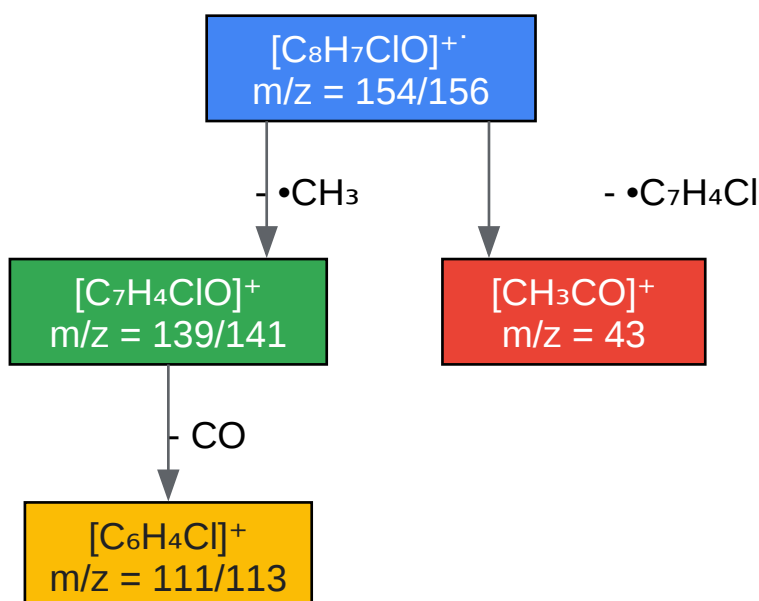 [C₈H₇ClO]⁺˙
m/z = 154/156
- •CH₃
- •C₇H₄Cl
[C₇H₄ClO]⁺
m/z = 139/141
[CH₃CO]⁺
m/z = 43
- CO
[C₆H₄Cl]⁺
m/z = 111/113